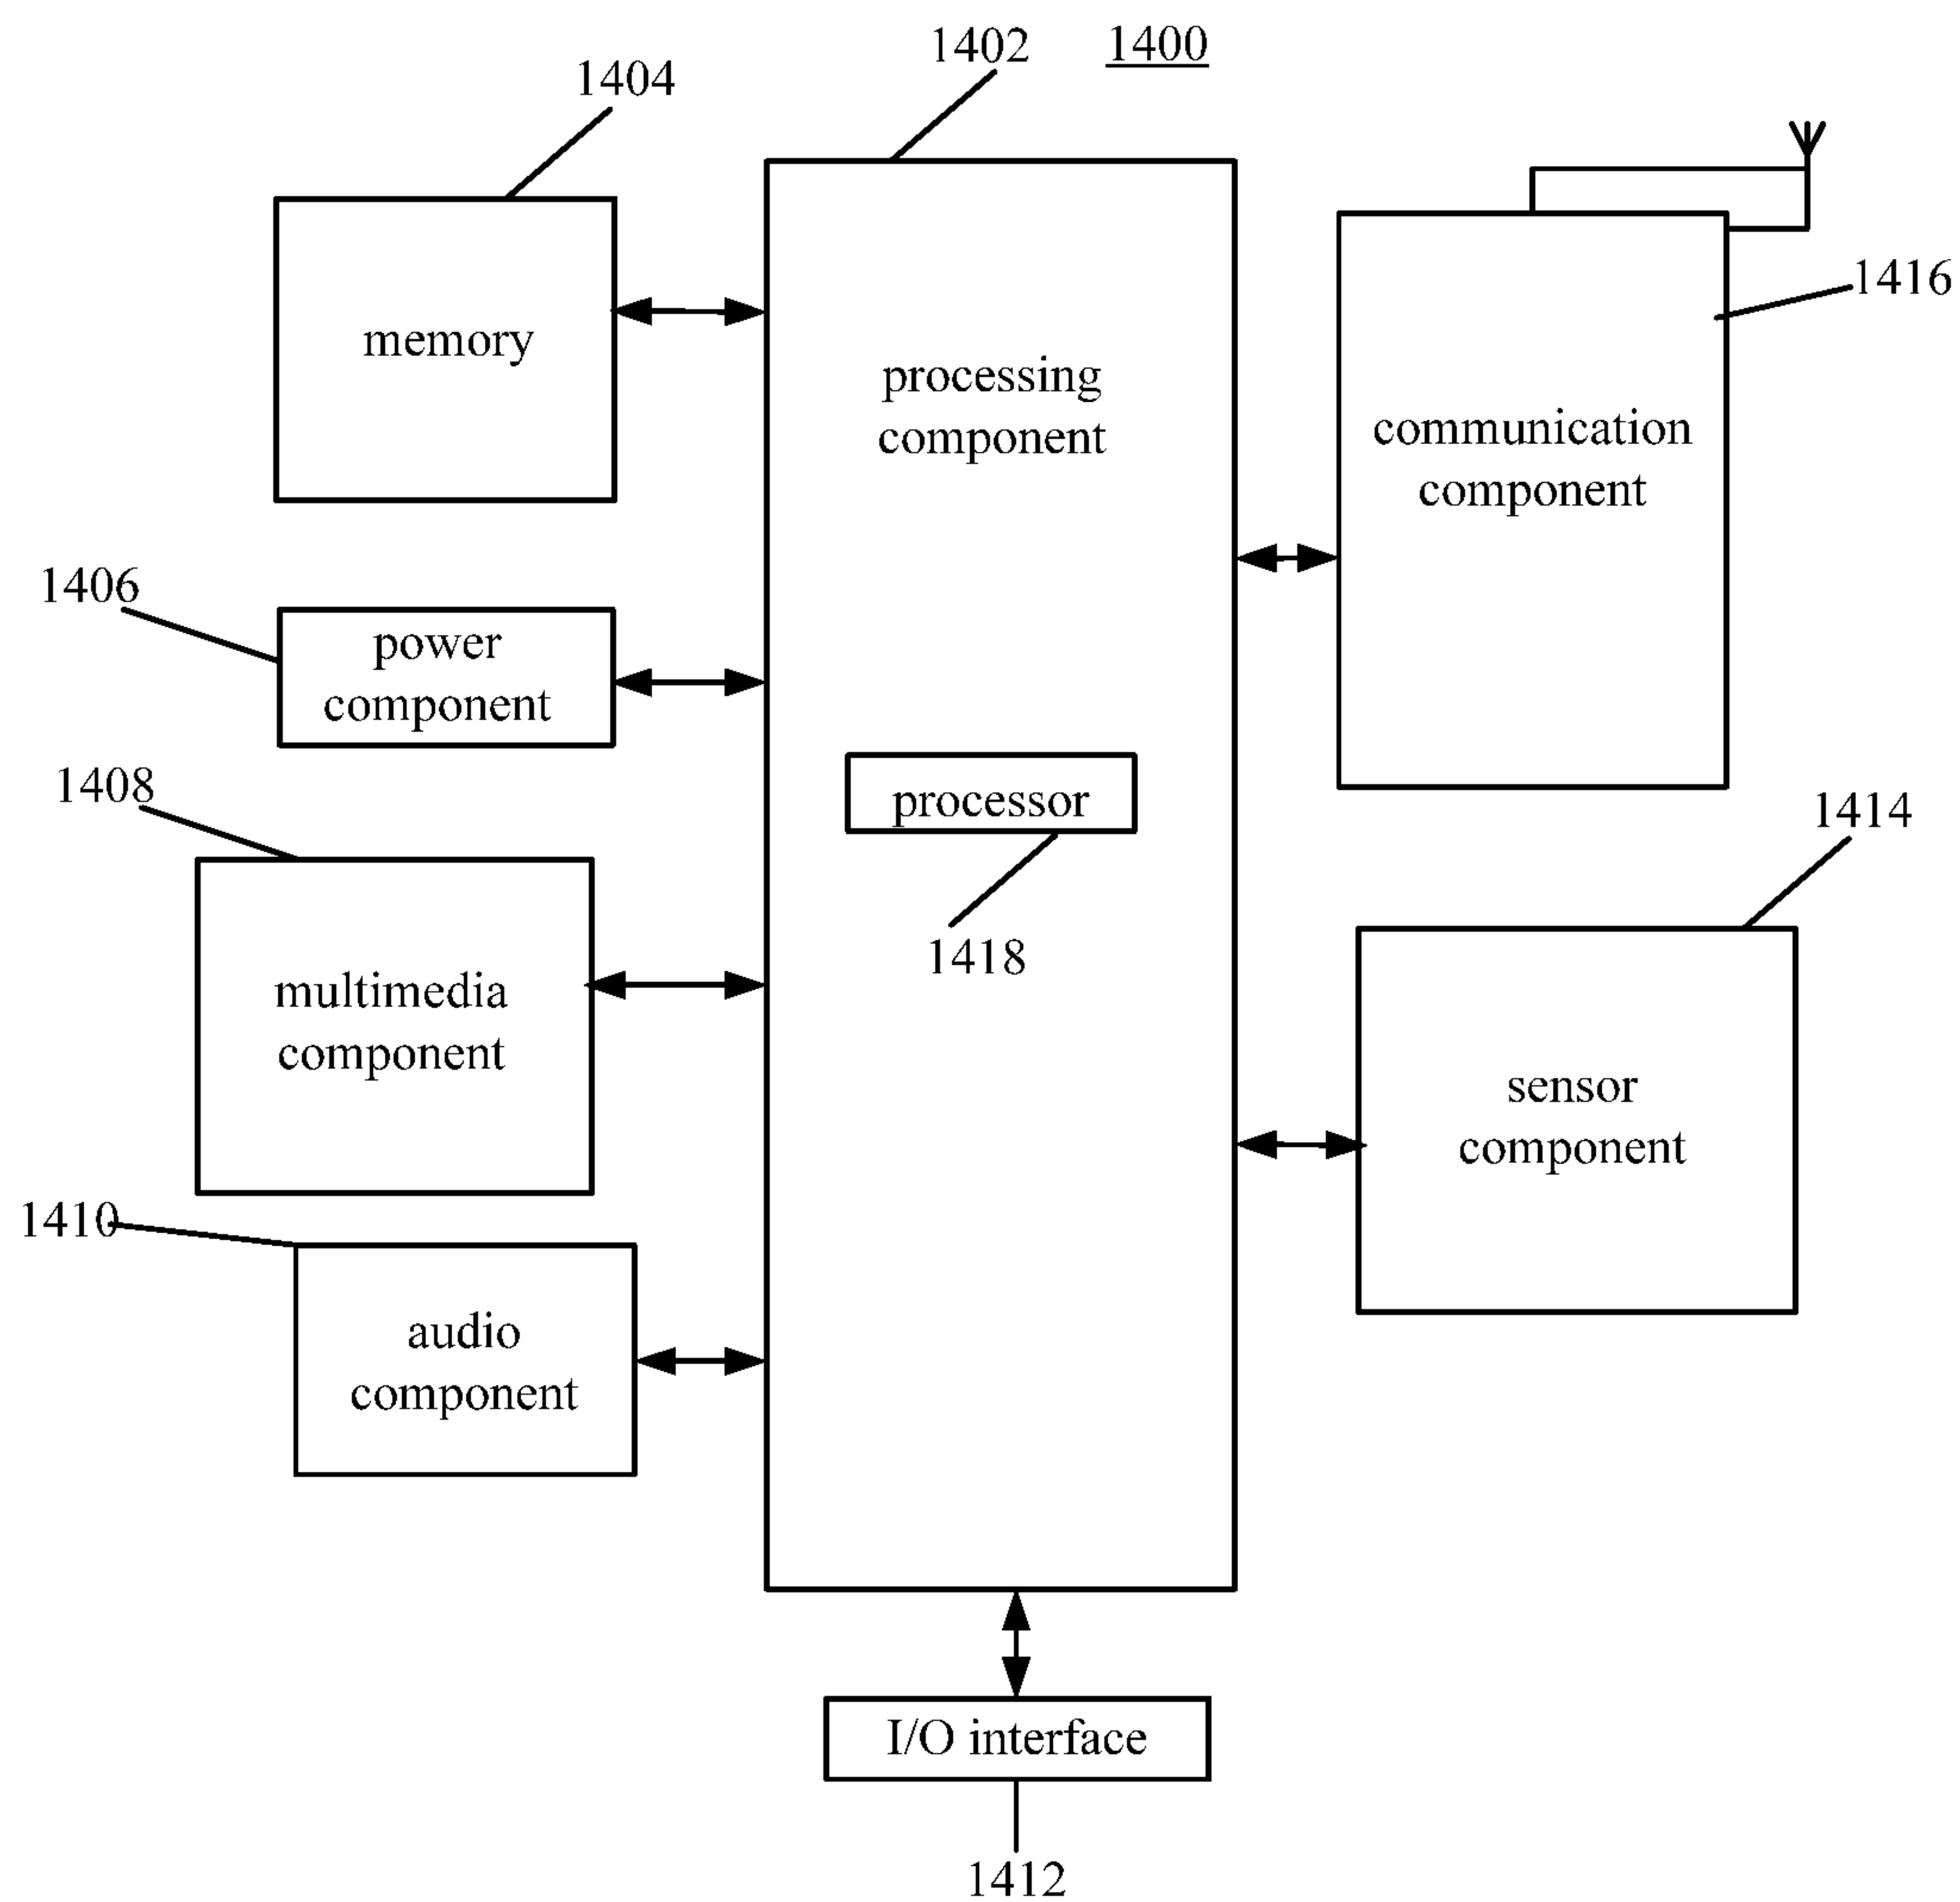 1402
1400
1404
1416
memory
processing
component
communication
component
1406
power
component
1408
processor
1414
1418
multimedia
component
sensor
component
1410
audio
component
I/O interface
1412